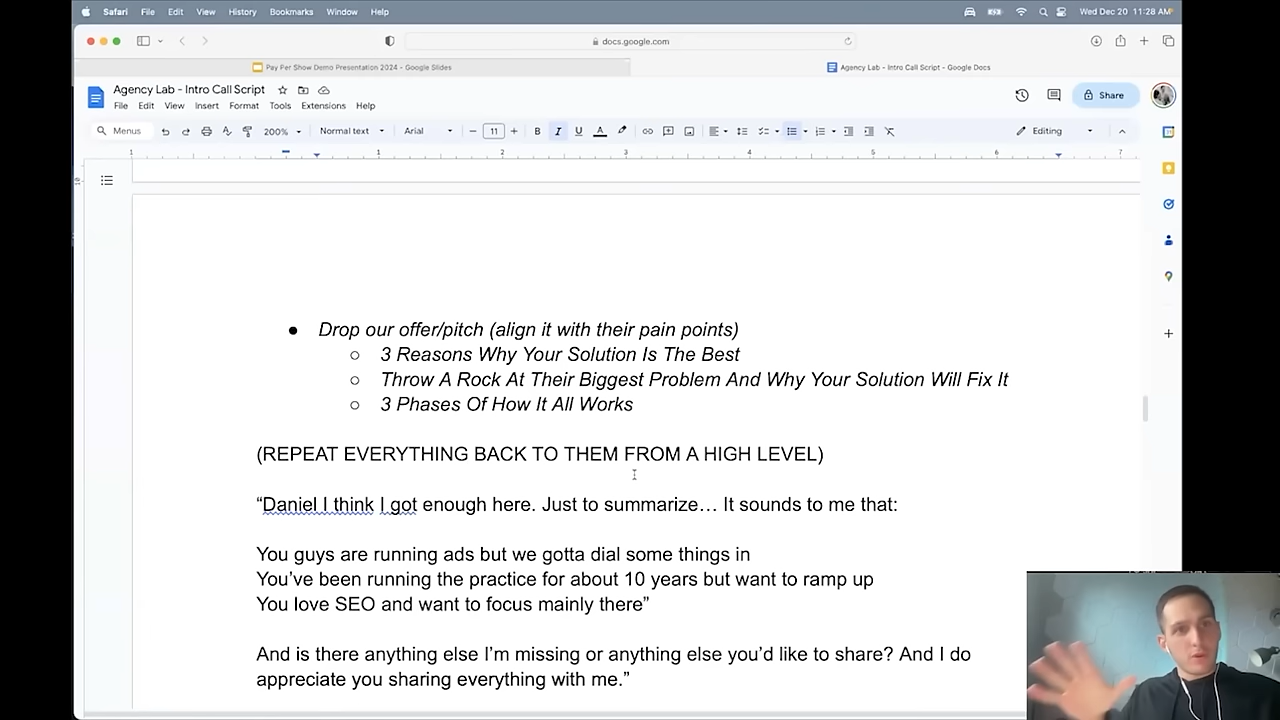 Safari File Edit View History Bookmarks Window Help Wed Dec 20 11:28 AM
docs.google.com
Pay Per Show Demo Presentation 2024 - Google Slides Agency Lab - Intro Call Script - Google Docs
Agency Lab - Intro Call Script
File Edit View Insert Format Tools Extensions Help
Share
Menus 200% Normal text Arial 11 B I U A Editing
1 1 2 3 4 5 6 7
● Drop our offer/pitch (align it with their pain points)
○ 3 Reasons Why Your Solution Is The Best
○ Throw A Rock At Their Biggest Problem And Why Your Solution Will Fix It
○ 3 Phases Of How It All Works
(REPEAT EVERYTHING BACK TO THEM FROM A HIGH LEVEL)
“Daniel I think I got enough here. Just to summarize… It sounds to me that:
You guys are running ads but we gotta dial some things in
You’ve been running the practice for about 10 years but want to ramp up
You love SEO and want to focus mainly there”
And is there anything else I’m missing or anything else you’d like to share? And I do
appreciate you sharing everything with me.”